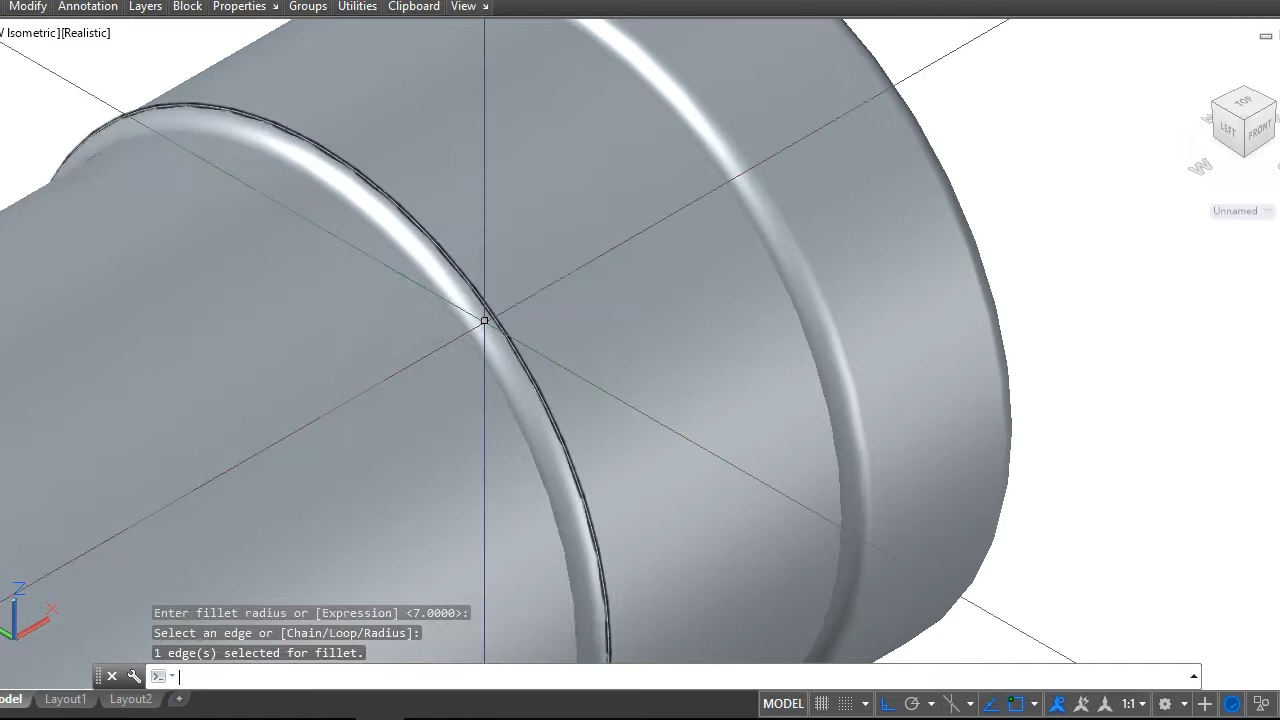 Modify Annotation Layers Block Properties Groups Utilities Clipboard View
Isometric][Realistic]
TOP
LEFT FRONT
W
Unnamed
Z
X
Enter fillet radius or [Expression] <7.0000>:
Select an edge or [Chain/Loop/Radius]:
1 edge(s) selected for fillet.
Layout1 Layout2 +
MODEL 1:1